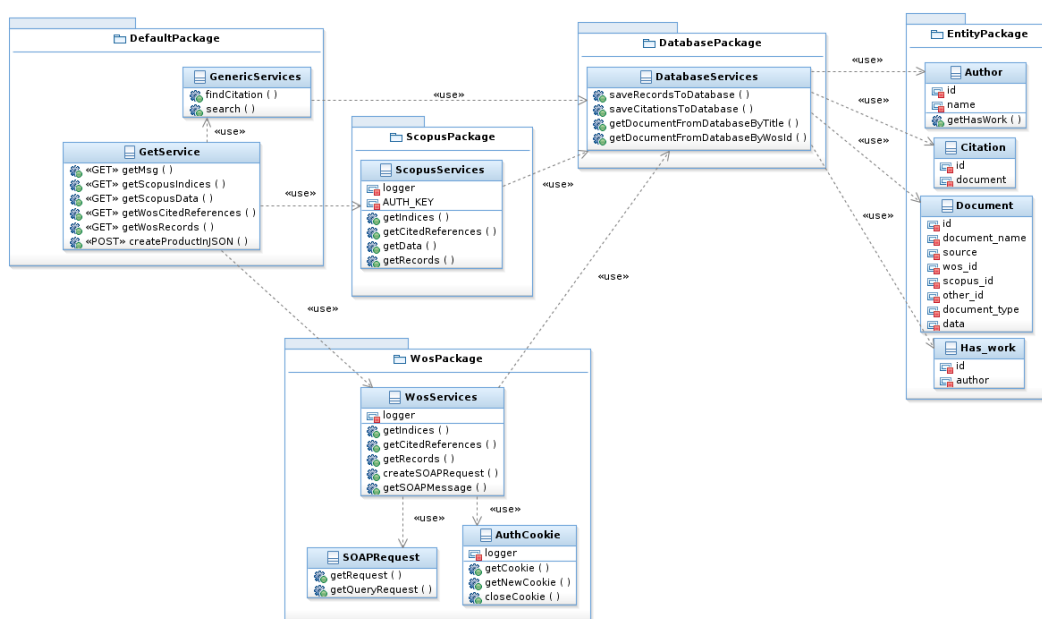 DefaultPackage
GenericServices
findCitation ( )
search ( )
«use»
GetService
«GET» getMsg ( )
«GET» getScopusIndices ( )
«GET» getScopusData ( )
«GET» getWosCitedReferences ( )
«GET» getWosRecords ( )
«POST» createProductInJSON ( )
«use»
«use»
«use»
ScopusPackage
ScopusServices
logger
AUTH_KEY
getIndices ( )
getCitedReferences ( )
getData ( )
getRecords ( )
«use»
«use»
DatabasePackage
DatabaseServices
saveRecordsToDatabase ( )
saveCitationsToDatabase ( )
getDocumentFromDatabaseByTitle ( )
getDocumentFromDatabaseByWosId ( )
«use»
«use»
«use»
«use»
EntityPackage
Author
id
name
getHasWork ( )
Citation
id
document
Document
id
document_name
source
wos_id
scopus_id
other_id
document_type
data
Has_work
id
author
WosPackage
WosServices
logger
getIndices ( )
getCitedReferences ( )
getRecords ( )
createSOAPRequest ( )
getSOAPMessage ( )
«use»
«use»
SOAPRequest
getRequest ( )
getQueryRequest ( )
AuthCookie
logger
getCookie ( )
getNewCookie ( )
closeCookie ( )